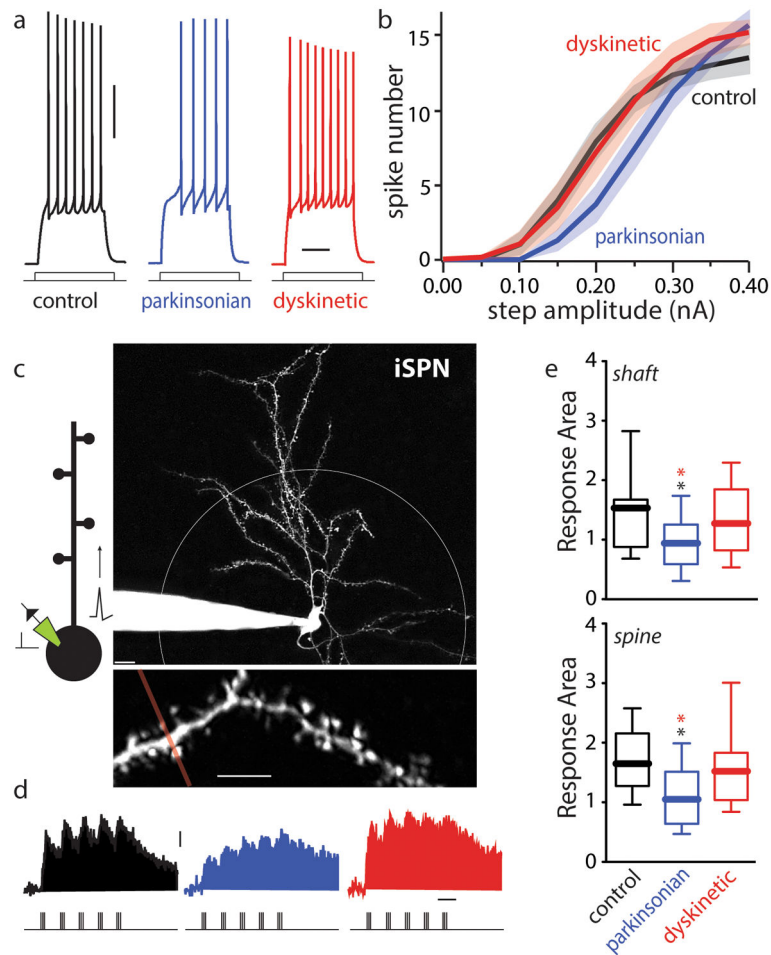 a
control
parkinsonian
dyskinetic
b
spike number
15
10
5
0
dyskinetic
control
parkinsonian
0.00
0.10
0.20
0.30
0.40
step amplitude (nA)
c
iSPN
d
e
shaft
Response Area
4
3
2
1
0
*
*
spine
Response Area
4
3
2
1
0
*
*
control
parkinsonian
dyskinetic